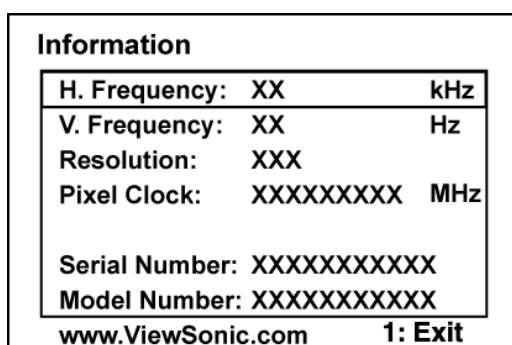 Information
H. Frequency: XX kHz
V. Frequency: XX Hz
Resolution: XXX
Pixel Clock: XXXXXXXXX MHz
Serial Number: XXXXXXXXXXX
Model Number: XXXXXXXXXXX
www.ViewSonic.com 1: Exit